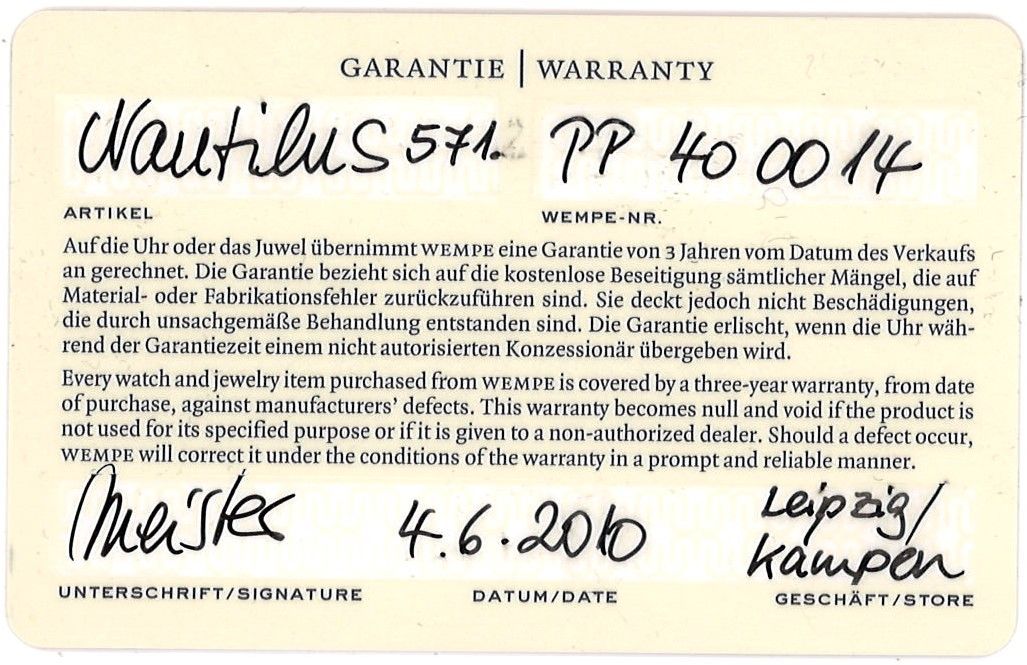 GARANTIE | WARRANTY
Nautilus 571. PP 40 00 14
ARTIKEL WEMPE-NR.
Auf die Uhr oder das Juwel übernimmt WEMPE eine Garantie von 3 Jahren vom Datum des Verkaufs
an gerechnet. Die Garantie bezieht sich auf die kostenlose Beseitigung sämtlicher Mängel, die auf
Material- oder Fabrikationsfehler zurückzuführen sind. Sie deckt jedoch nicht Beschädigungen,
die durch unsachgemäße Behandlung entstanden sind. Die Garantie erlischt, wenn die Uhr wäh-
rend der Garantiezeit einem nicht autorisierten Konzessionär übergeben wird.
Every watch and jewelry item purchased from WEMPE is covered by a three-year warranty, from date
of purchase, against manufacturers' defects. This warranty becomes null and void if the product is
not used for its specified purpose or if it is given to a non-authorized dealer. Should a defect occur,
WEMPE will correct it under the conditions of the warranty in a prompt and reliable manner.
Meister 4.6.2010 Leipzig/
Kampen
UNTERSCHRIFT/SIGNATURE DATUM/DATE GESCHÄFT/STORE